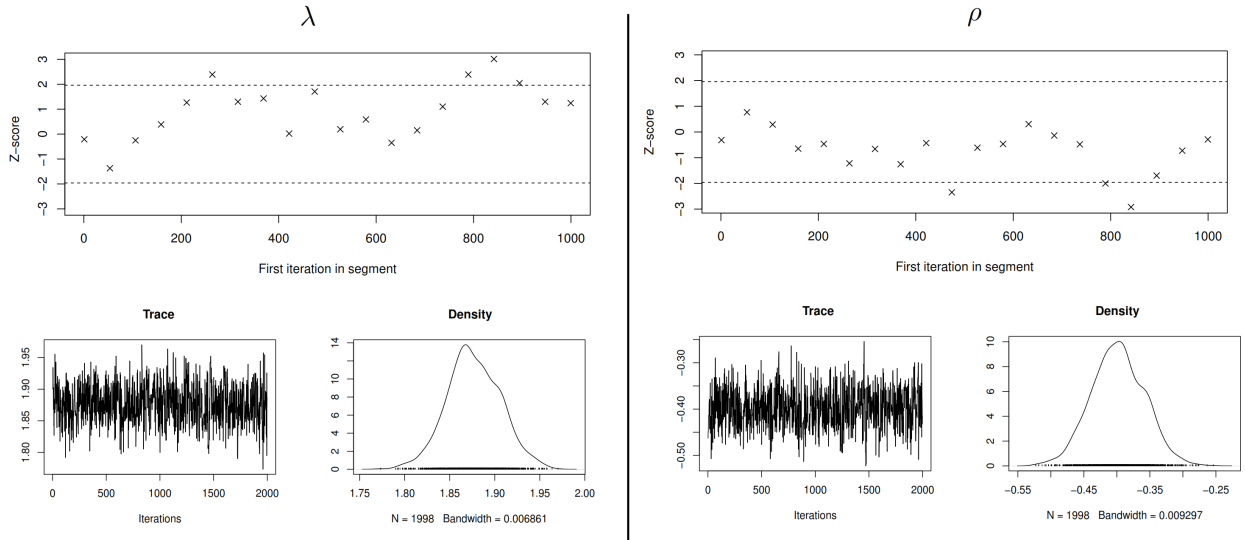 λ
3
2
1
0
−1
−2
−3
Z−score
0 200 400 600 800 1000
First iteration in segment
Trace
1.95
1.90
1.85
1.80
0 500 1000 1500 2000
Iterations
Density
14
12
10
8
6
4
2
0
1.75 1.80 1.85 1.90 1.95 2.00
N = 1998 Bandwidth = 0.006861
ρ
3
2
1
0
−1
−2
−3
Z−score
0 200 400 600 800 1000
First iteration in segment
Trace
−0.30
−0.40
−0.50
0 500 1000 1500 2000
Iterations
Density
10
8
6
4
2
0
−0.55 −0.45 −0.35 −0.25
N = 1998 Bandwidth = 0.009297